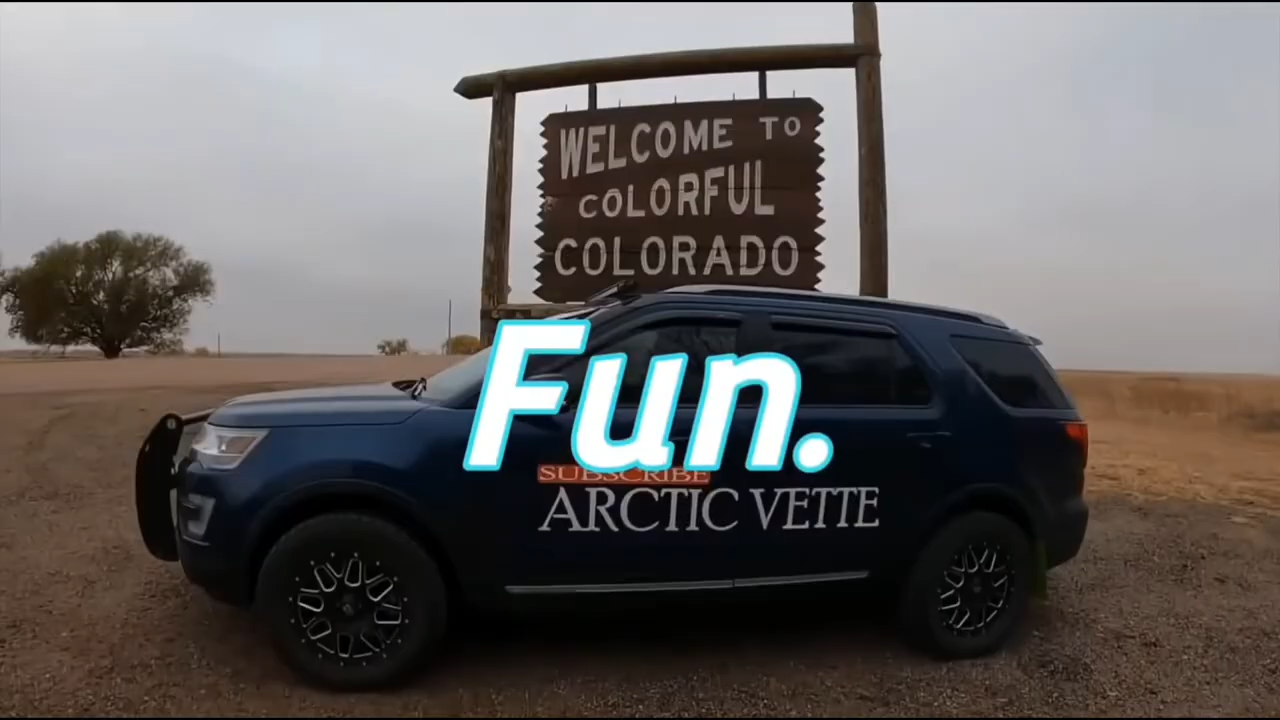 WELCOME TO
COLORFUL
COLORADO
Fun.
SUBSCRIBE
ARCTIC VETTE